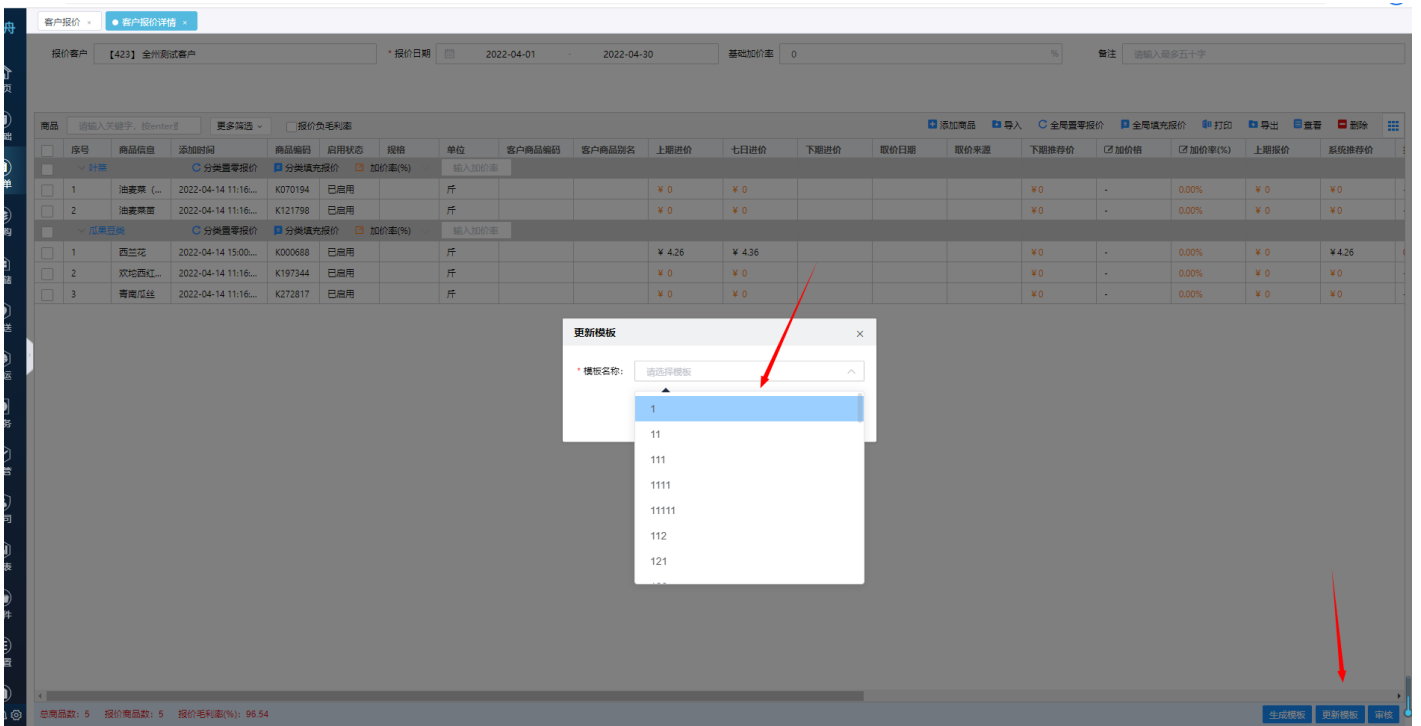 舟
客户报价 ×
● 客户报价详情 ×
报价客户 【423】全州测试客户 * 报价日期 2022-04-01 - 2022-04-30 基础加价率 0 % 备注 请输入最多五十字
商品 更多筛选 报价负毛利率 添加商品 导入 全局置零报价 全局填充报价 打印 导出 查看 删除
序号 商品信息 添加时间 商品编码 启用状态 规格 单位 客户商品编码 客户商品别名 上期进价 七日进价 下期进价 取价日期 取价来源 下期推荐价 加价格 加价率(%) 上期报价 系统推荐价
叶菜 分类置零报价 分类填充报价 加价率(%) 输入加价率
1 油麦菜（... 2022-04-14 11:16:... K070194 已启用 斤 ¥ 0 ¥ 0 ¥ 0 - 0.00% ¥ 0 ¥ 0
2 油麦菜苗 2022-04-14 11:16:... K121798 已启用 斤 ¥ 0 ¥ 0 ¥ 0 - 0.00% ¥ 0 ¥ 0
瓜果豆类 分类置零报价 分类填充报价 加价率(%) 输入加价率
1 西兰花 2022-04-14 15:00:... K000688 已启用 斤 ¥ 4.26 ¥ 4.36 ¥ 0 - 0.00% ¥ 0 ¥ 4.26
2 欢坨西红... 2022-04-14 11:16:... K197344 已启用 斤 ¥ 0 ¥ 0 ¥ 0 - 0.00% ¥ 0 ¥ 0
3 青南瓜丝 2022-04-14 11:16:... K272817 已启用 斤 ¥ 0 ¥ 0 ¥ 0 - 0.00% ¥ 0 ¥ 0
更新模板 ×
* 模板名称： 请选择模板
1
11
111
1111
11111
112
121
总商品数: 5 报价商品数: 5 报价毛利率(%): 96.54
生成模板 更新模板 审核